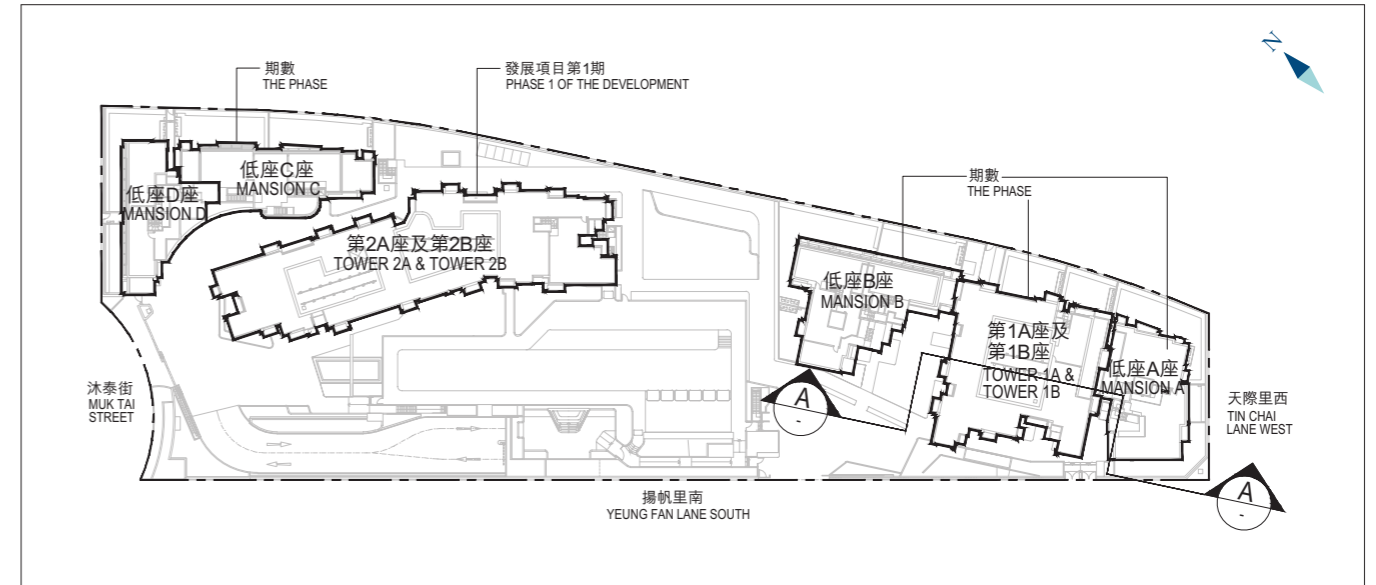 N
期數
THE PHASE
發展項目第1期
PHASE 1 OF THE DEVELOPMENT
低座C座
MANSION C
低座D座
MANSION D
第2A座及第2B座
TOWER 2A & TOWER 2B
期數
THE PHASE
低座B座
MANSION B
第1A座及
第1B座
TOWER 1A &
TOWER 1B
低座A座
MANSION A
沐泰街
MUK TAI
STREET
天際里西
TIN CHAI
LANE WEST
A
-
A
-
揚帆里南
YEUNG FAN LANE SOUTH